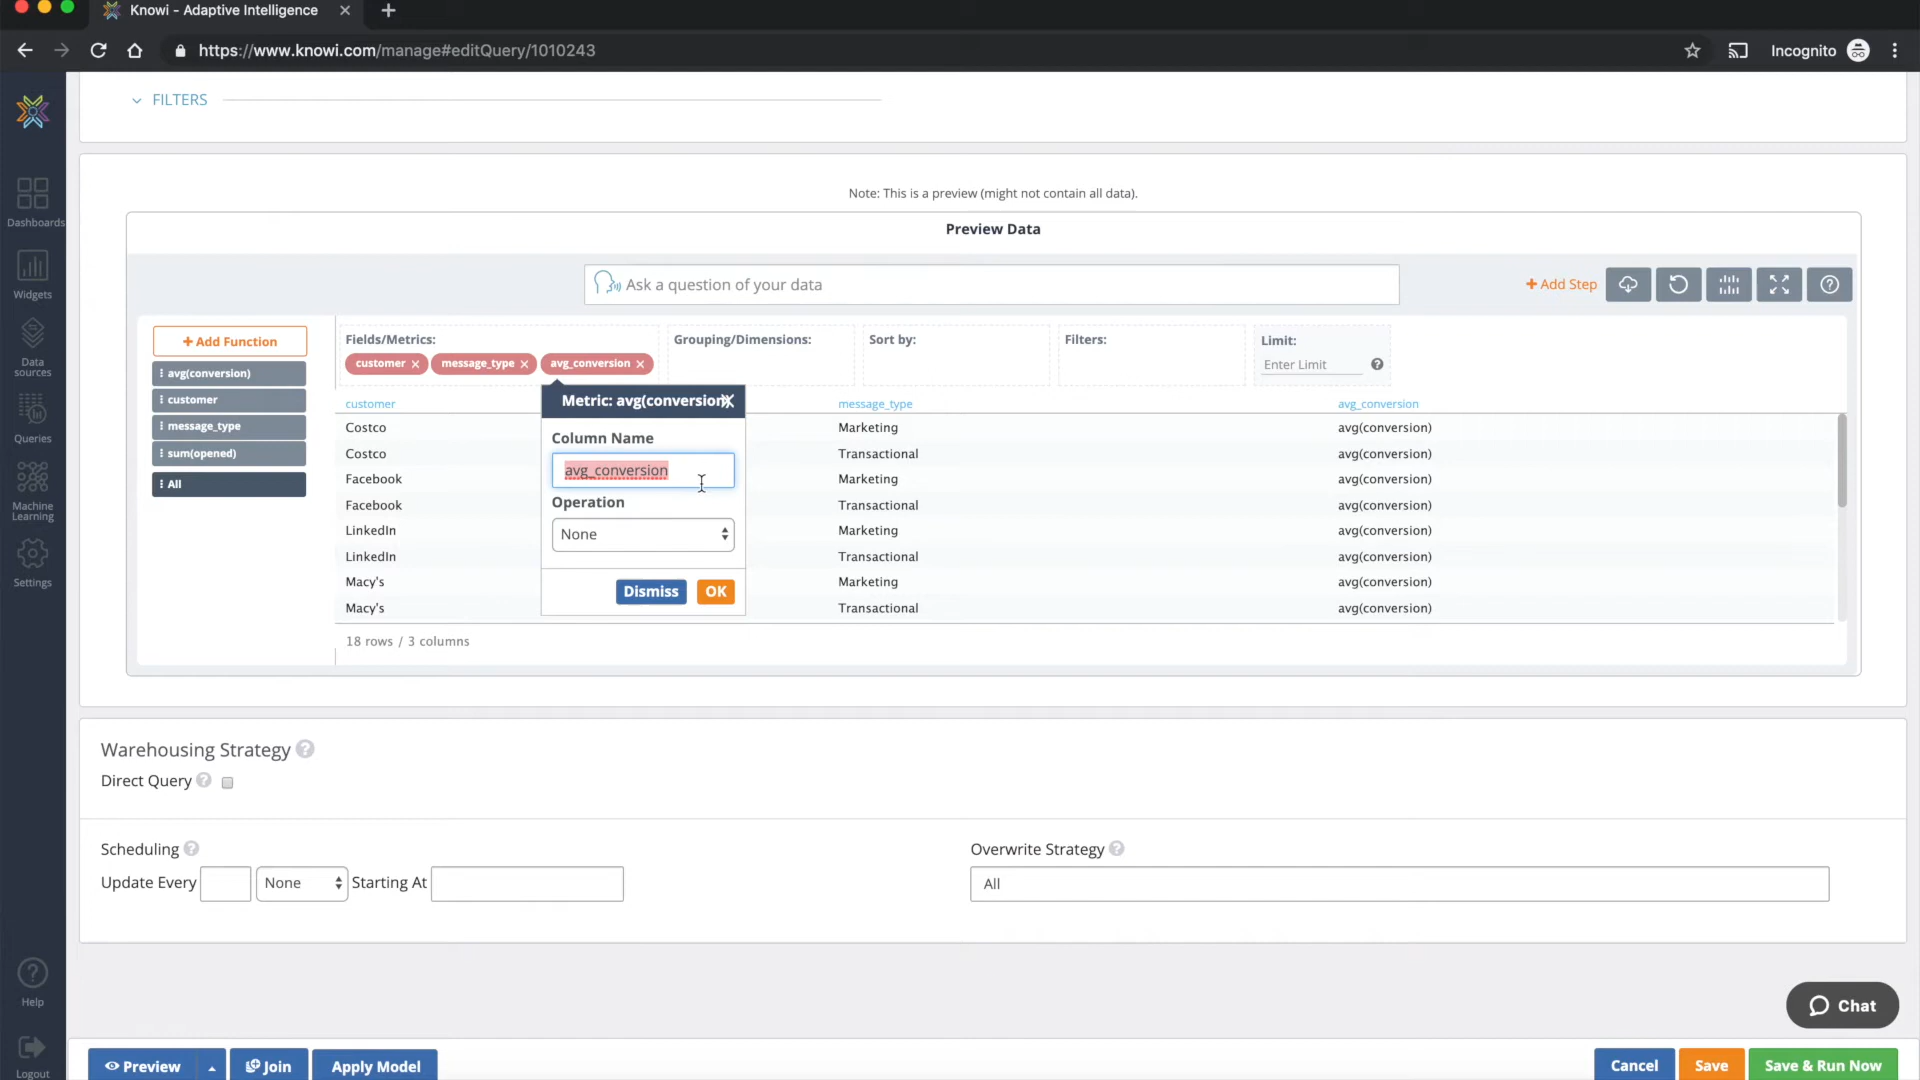 Knowi - Adaptive Intelligence
https://www.knowi.com/manage#editQuery/1010243
Incognito
FILTERS
Note: This is a preview (might not contain all data).
Preview Data
Ask a question of your data
+ Add Step
+ Add Function
avg(conversion)
customer
message_type
sum(opened)
All
Fields/Metrics:
customer
message_type
avg_conversion
Grouping/Dimensions:
Sort by:
Filters:
Limit:
Enter Limit
customer message_type avg_conversion
Costco Marketing avg(conversion)
Costco Transactional avg(conversion)
Facebook Marketing avg(conversion)
Facebook Transactional avg(conversion)
LinkedIn Marketing avg(conversion)
LinkedIn Transactional avg(conversion)
Macy's Marketing avg(conversion)
Macy's Transactional avg(conversion)
18 rows / 3 columns
Metric: avg(conversion)
Column Name
avg_conversion
Operation
None
Dismiss OK
Warehousing Strategy
Direct Query
Scheduling
Update Every None Starting At
Overwrite Strategy
All
Dashboards
Widgets
Data
sources
Queries
Machine
Learning
Settings
Help
Logout
Chat
Preview Join Apply Model
Cancel Save Save & Run Now